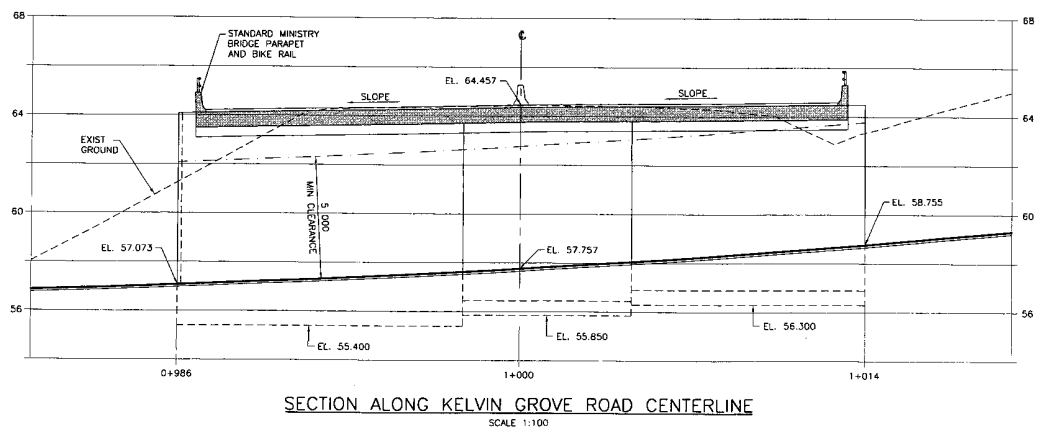 68
68
STANDARD MINISTRY
BRIDGE PARAPET
AND BIKE RAIL
℄
EL. 64.457
SLOPE
SLOPE
64
64
EXIST
GROUND
5.000
MIN CLEARANCE
60
60
EL. 58.755
EL. 57.073
EL. 57.757
56
56
EL. 55.400
EL. 55.850
EL. 56.300
0+986
1+000
1+014
SECTION ALONG KELVIN GROVE ROAD CENTERLINE
SCALE 1:100